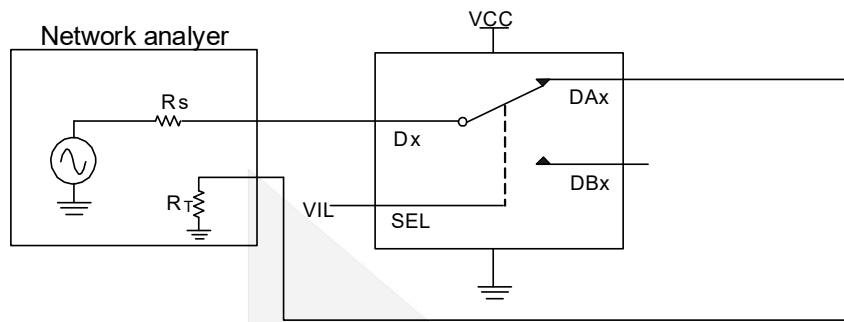 VCC
Network analyer
Rs
DAx
Dx
DBx
RT
VIL
SEL